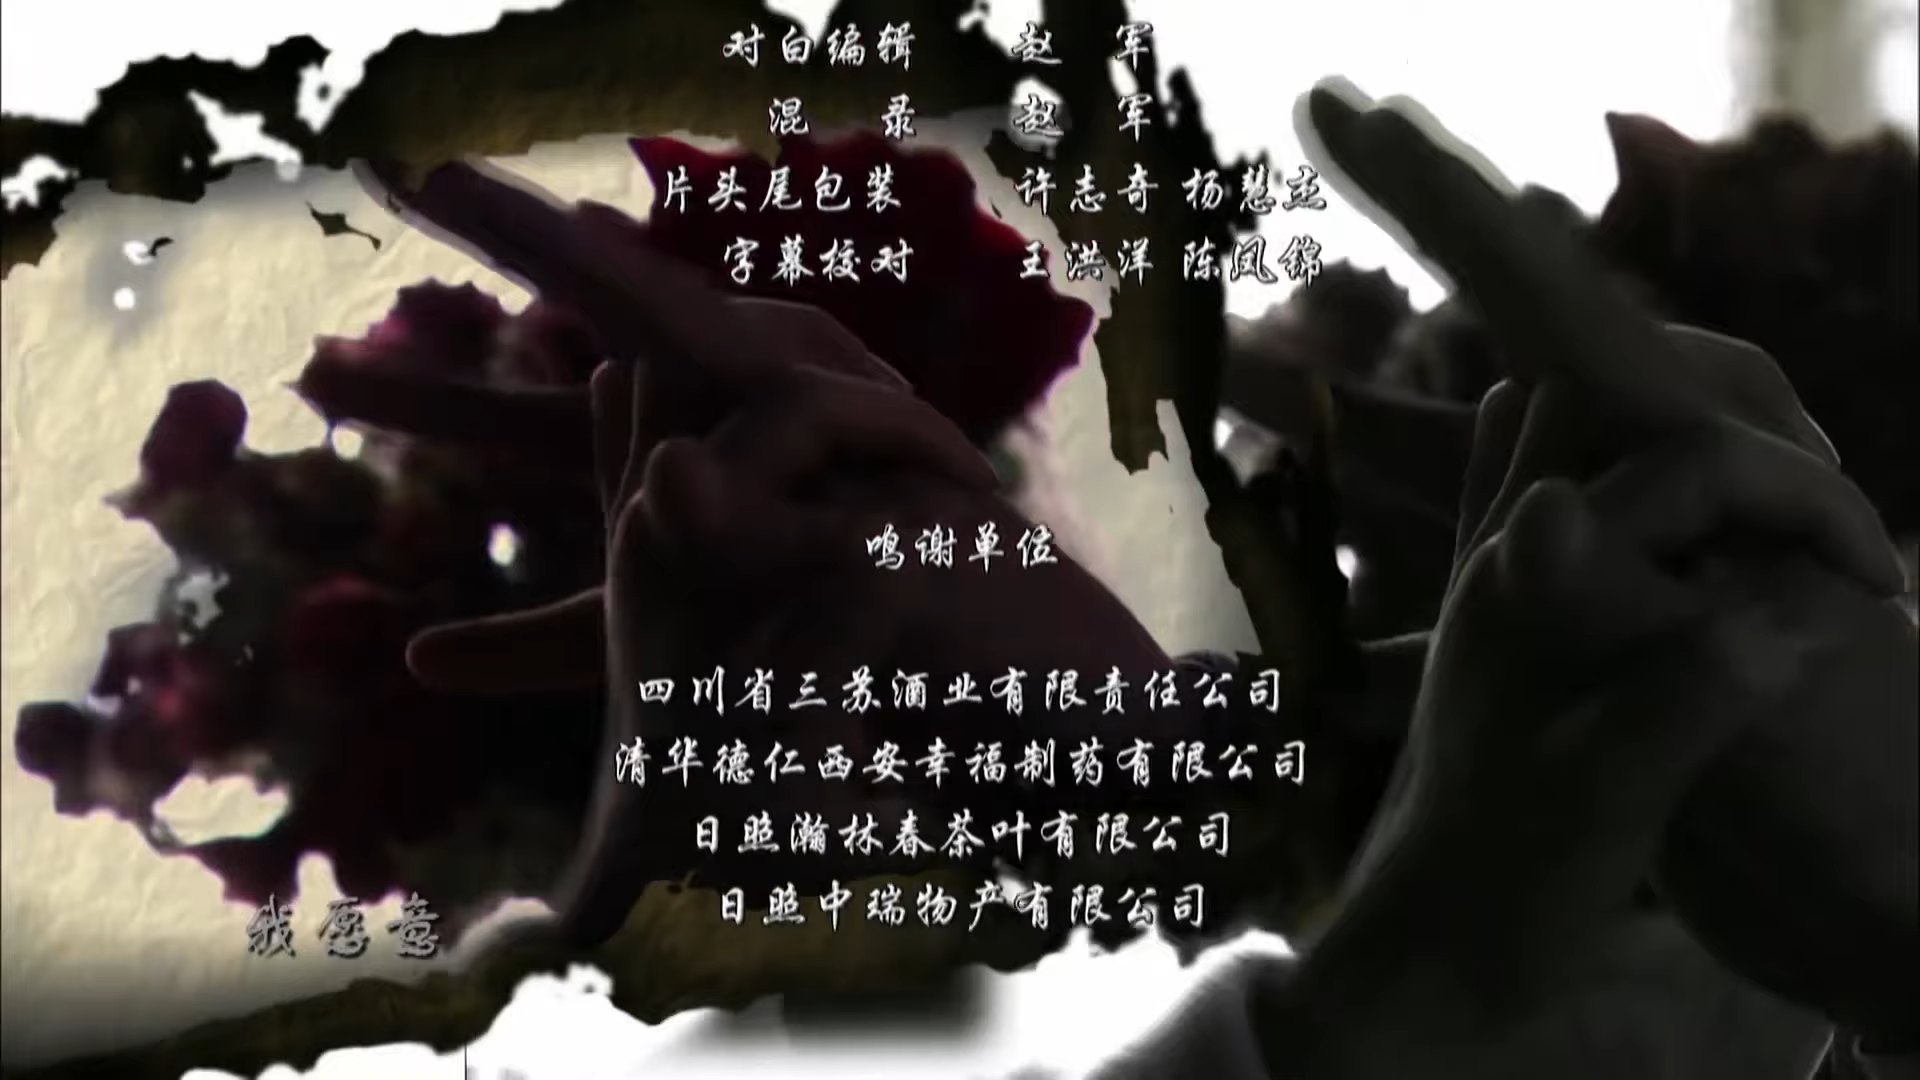 对白编辑 赵 军
混 录 赵 军
片头尾包装 许志奇 杨慧杰
字幕校对 王洪洋 陈凤锦
鸣谢单位
四川省三苏酒业有限责任公司
清华德仁西安幸福制药有限公司
日照瀚林春茶叶有限公司
日照中瑞物产有限公司
我愿意